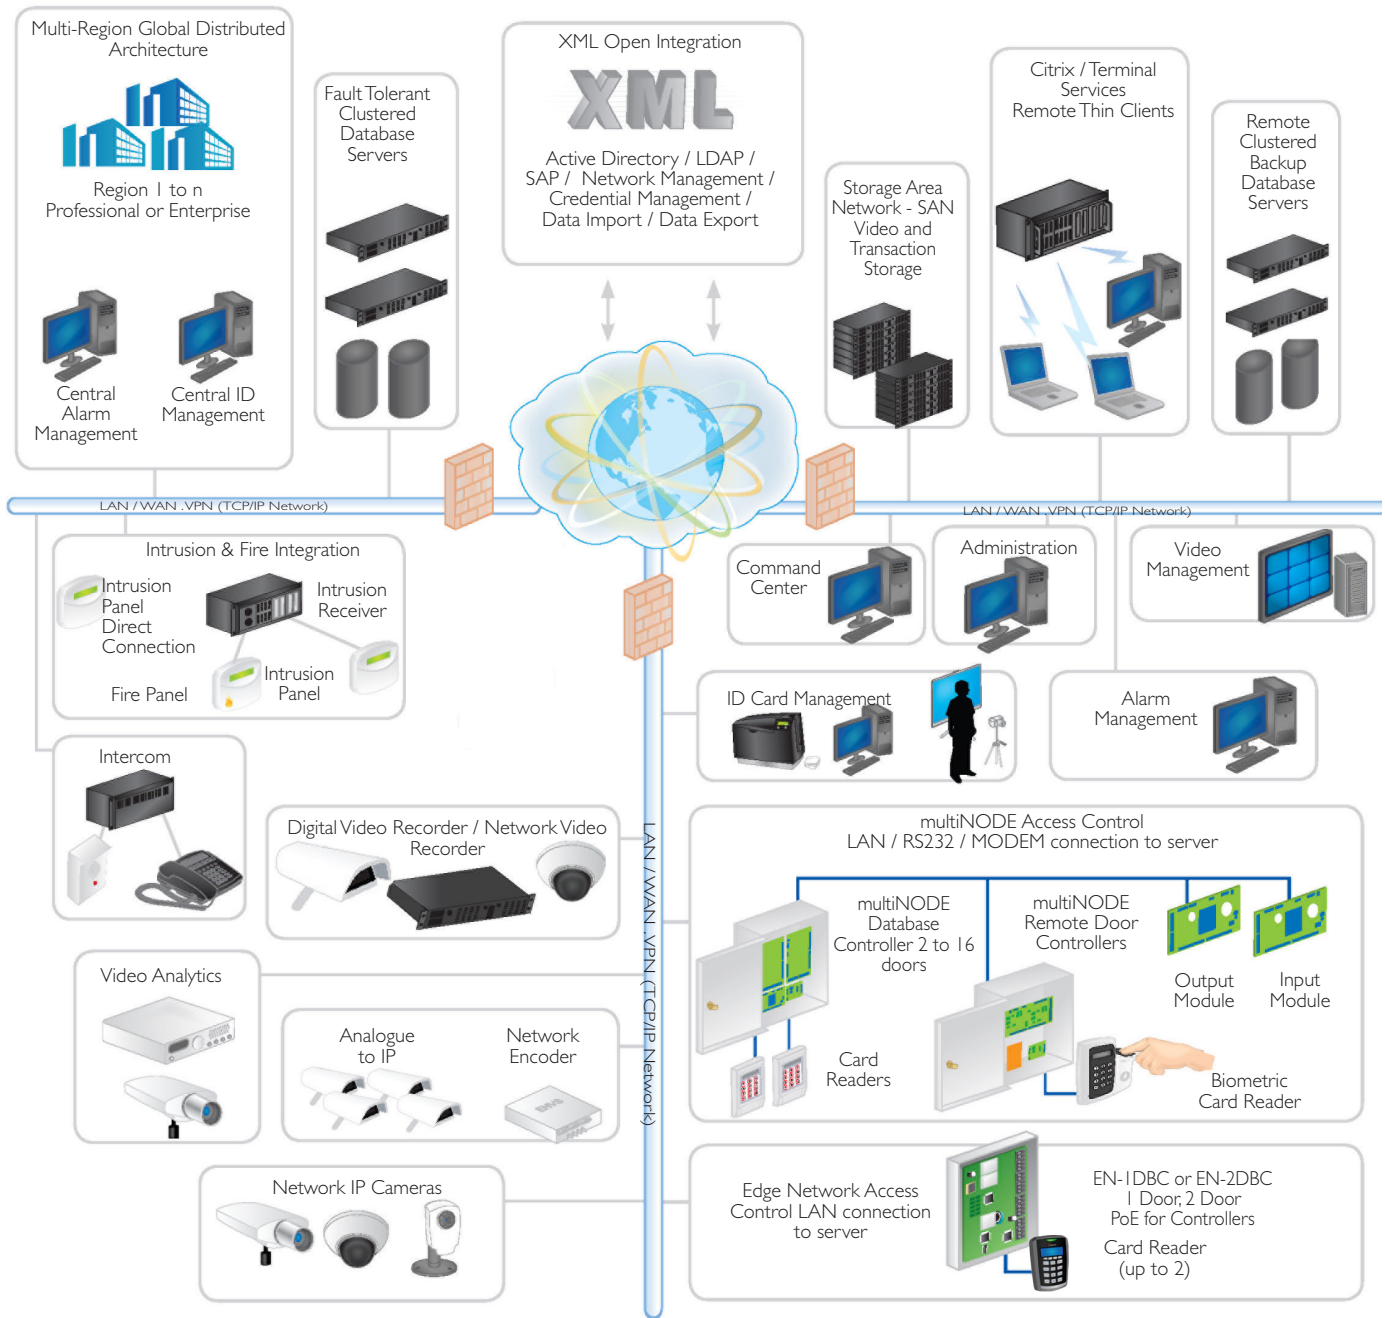 Multi-Region Global Distributed
Architecture
Region 1 to n
Professional or Enterprise
Central
Alarm
Management
Central ID
Management
Fault Tolerant
Clustered
Database
Servers
XML Open Integration
XML
Active Directory / LDAP /
SAP / Network Management /
Credential Management /
Data Import / Data Export
Storage Area
Network - SAN
Video and
Transaction
Storage
Citrix / Terminal
Services
Remote Thin Clients
Remote
Clustered
Backup
Database
Servers
LAN / WAN .VPN (TCP/IP Network)
LAN / WAN .VPN (TCP/IP Network)
Intrusion & Fire Integration
Intrusion
Panel
Direct
Connection
Intrusion
Receiver
Fire Panel
Intrusion
Panel
Command
Center
Administration
Video
Management
ID Card Management
Alarm
Management
Intercom
Digital Video Recorder / Network Video
Recorder
LAN / WAN .VPN (TCP/IP Network)
multiNODE Access Control
LAN / RS232 / MODEM connection to server
multiNODE
Database
Controller 2 to 16
doors
multiNODE
Remote Door
Controllers
Output
Module
Input
Module
Card
Readers
Biometric
Card Reader
Video Analytics
Analogue
to IP
Network
Encoder
Network IP Cameras
Edge Network Access
Control LAN connection
to server
EN-1DBC or EN-2DBC
1 Door, 2 Door
PoE for Controllers
Card Reader
(up to 2)